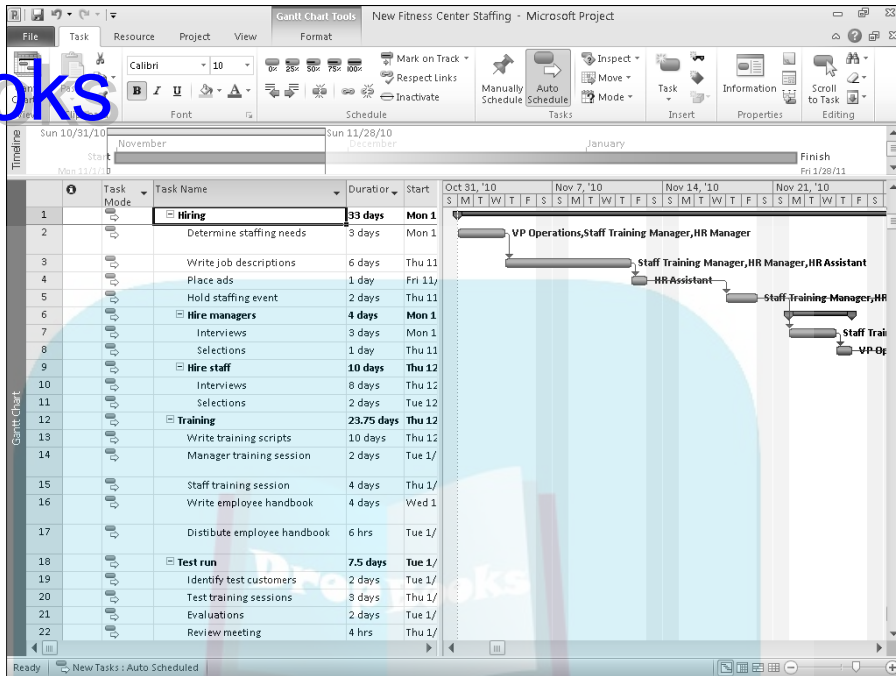 Gantt Chart Tools New Fitness Center Staffing - Microsoft Project
File Task Resource Project View Format
Calibri 10
B I U A
Font
0% 25% 50% 75% 100%
Mark on Track
Respect Links
Inactivate
Schedule
Manually Schedule
Auto Schedule
Inspect
Move
Mode
Tasks
Task
Insert
Information
Properties
Scroll to Task
Editing
ooks
Timeline
Sun 10/31/10 Sun 11/28/10
November December January
Start Finish
Mon 11/1/10 Fri 1/28/11
Task Mode Task Name Duration Start Oct 31, '10 Nov 7, '10 Nov 14, '10 Nov 21, '10
S M T W T F S S M T W T F S S M T W T F S S M T W T F S
1 Hiring 33 days Mon 1
2 Determine staffing needs 3 days Mon 1 VP Operations,Staff Training Manager,HR Manager
3 Write job descriptions 6 days Thu 11 Staff Training Manager,HR Manager,HR Assistant
4 Place ads 1 day Fri 11/ HR Assistant
5 Hold staffing event 2 days Thu 11 Staff Training Manager,HR
6 Hire managers 4 days Mon 1
7 Interviews 3 days Mon 1 Staff Trai
8 Selections 1 day Thu 11 VP Op
9 Hire staff 10 days Thu 12
10 Interviews 8 days Thu 12
11 Selections 2 days Tue 12
12 Training 23.75 days Thu 12
13 Write training scripts 10 days Thu 12
14 Manager training session 2 days Tue 1/
15 Staff training session 4 days Thu 1/
16 Write employee handbook 4 days Wed 1
17 Distibute employee handbook 6 hrs Tue 1/
18 Test run 7.5 days Tue 1/
19 Identify test customers 2 days Tue 1/
20 Test training sessions 3 days Thu 1/
21 Evaluations 2 days Tue 1/
22 Review meeting 4 hrs Thu 1/
Gantt Chart
Ready New Tasks : Auto Scheduled